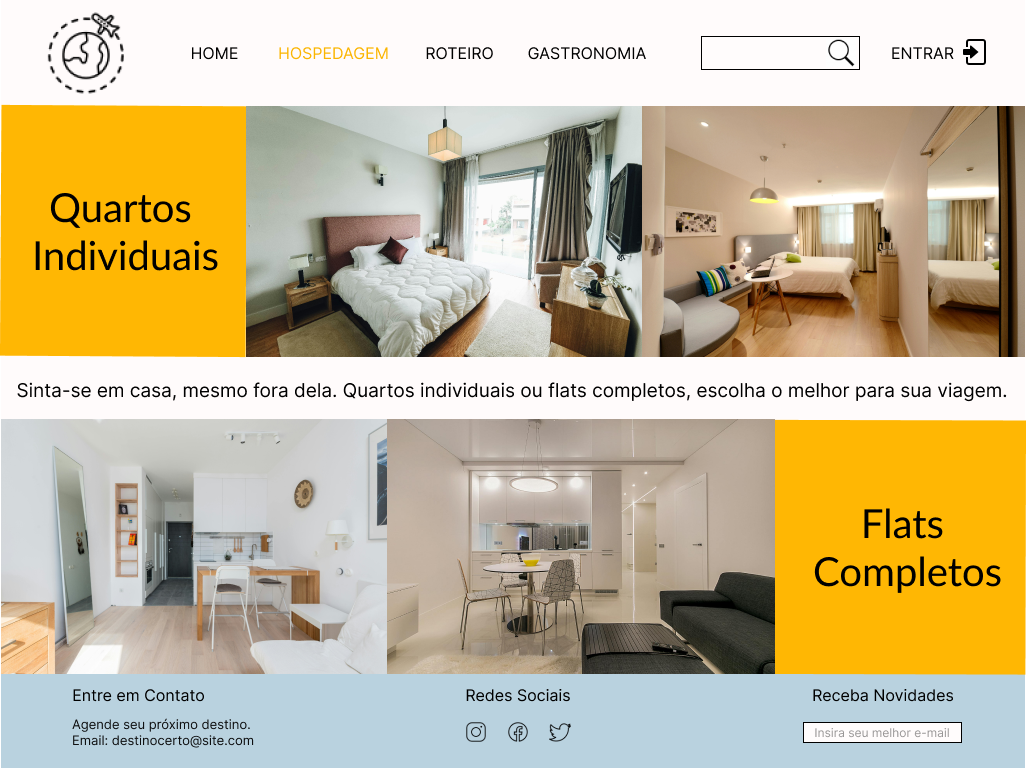 HOME
HOSPEDAGEM
ROTEIRO
GASTRONOMIA
ENTRAR
Quartos
Individuais
Sinta-se em casa, mesmo fora dela. Quartos individuais ou flats completos, escolha o melhor para sua viagem.
Flats
Completos
Entre em Contato
Agende seu próximo destino.
Email: destinocerto@site.com
Redes Sociais
Receba Novidades
Insira seu melhor e-mail